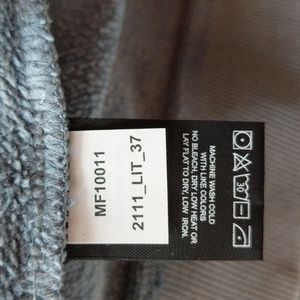 MF10011
2111_LIT_37
30
MACHINE WASH COLD
WITH LIKE COLORS
NO BLEACH, DRY LOW HEAT OR
LAY FLAT TO DRY, LOW IRON.